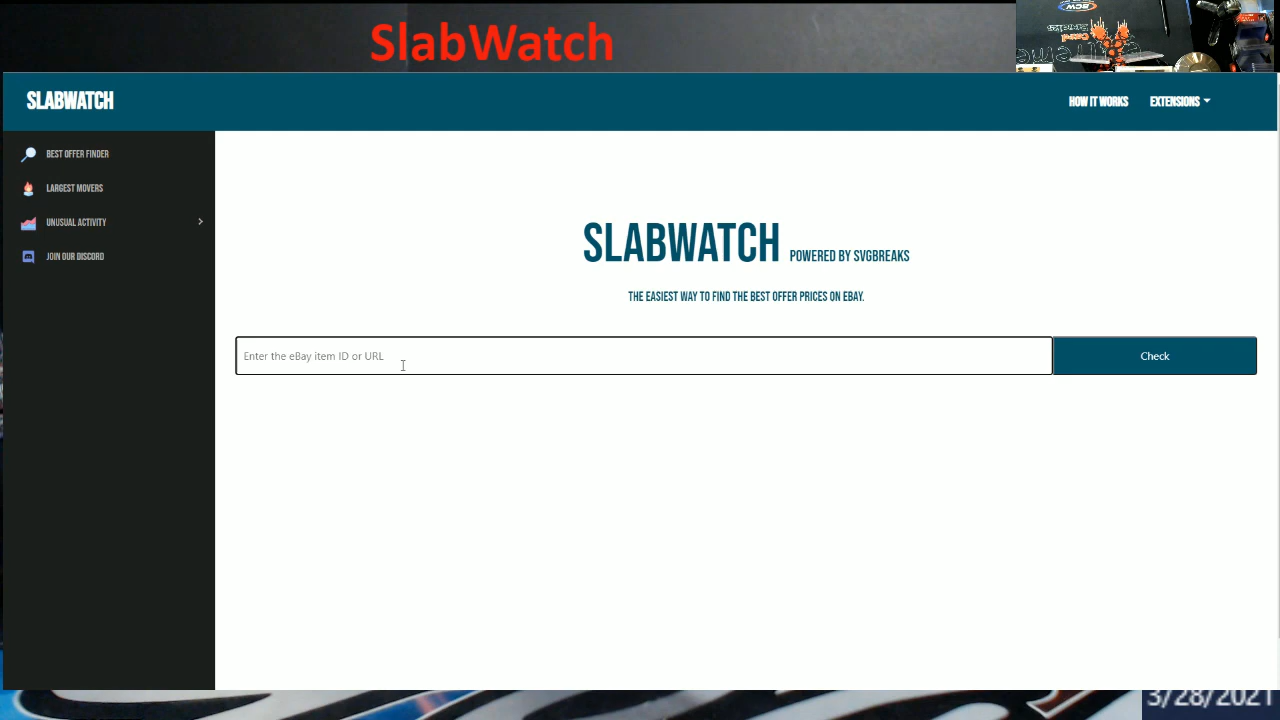 SlabWatch
SLABWATCH
HOW IT WORKS
EXTENSIONS
BEST OFFER FINDER
LARGEST MOVERS
UNUSUAL ACTIVITY
JOIN OUR DISCORD
SLABWATCH POWERED BY SVGBREAKS
THE EASIEST WAY TO FIND THE BEST OFFER PRICES ON EBAY.
Enter the eBay item ID or URL
Check
3/28/2021